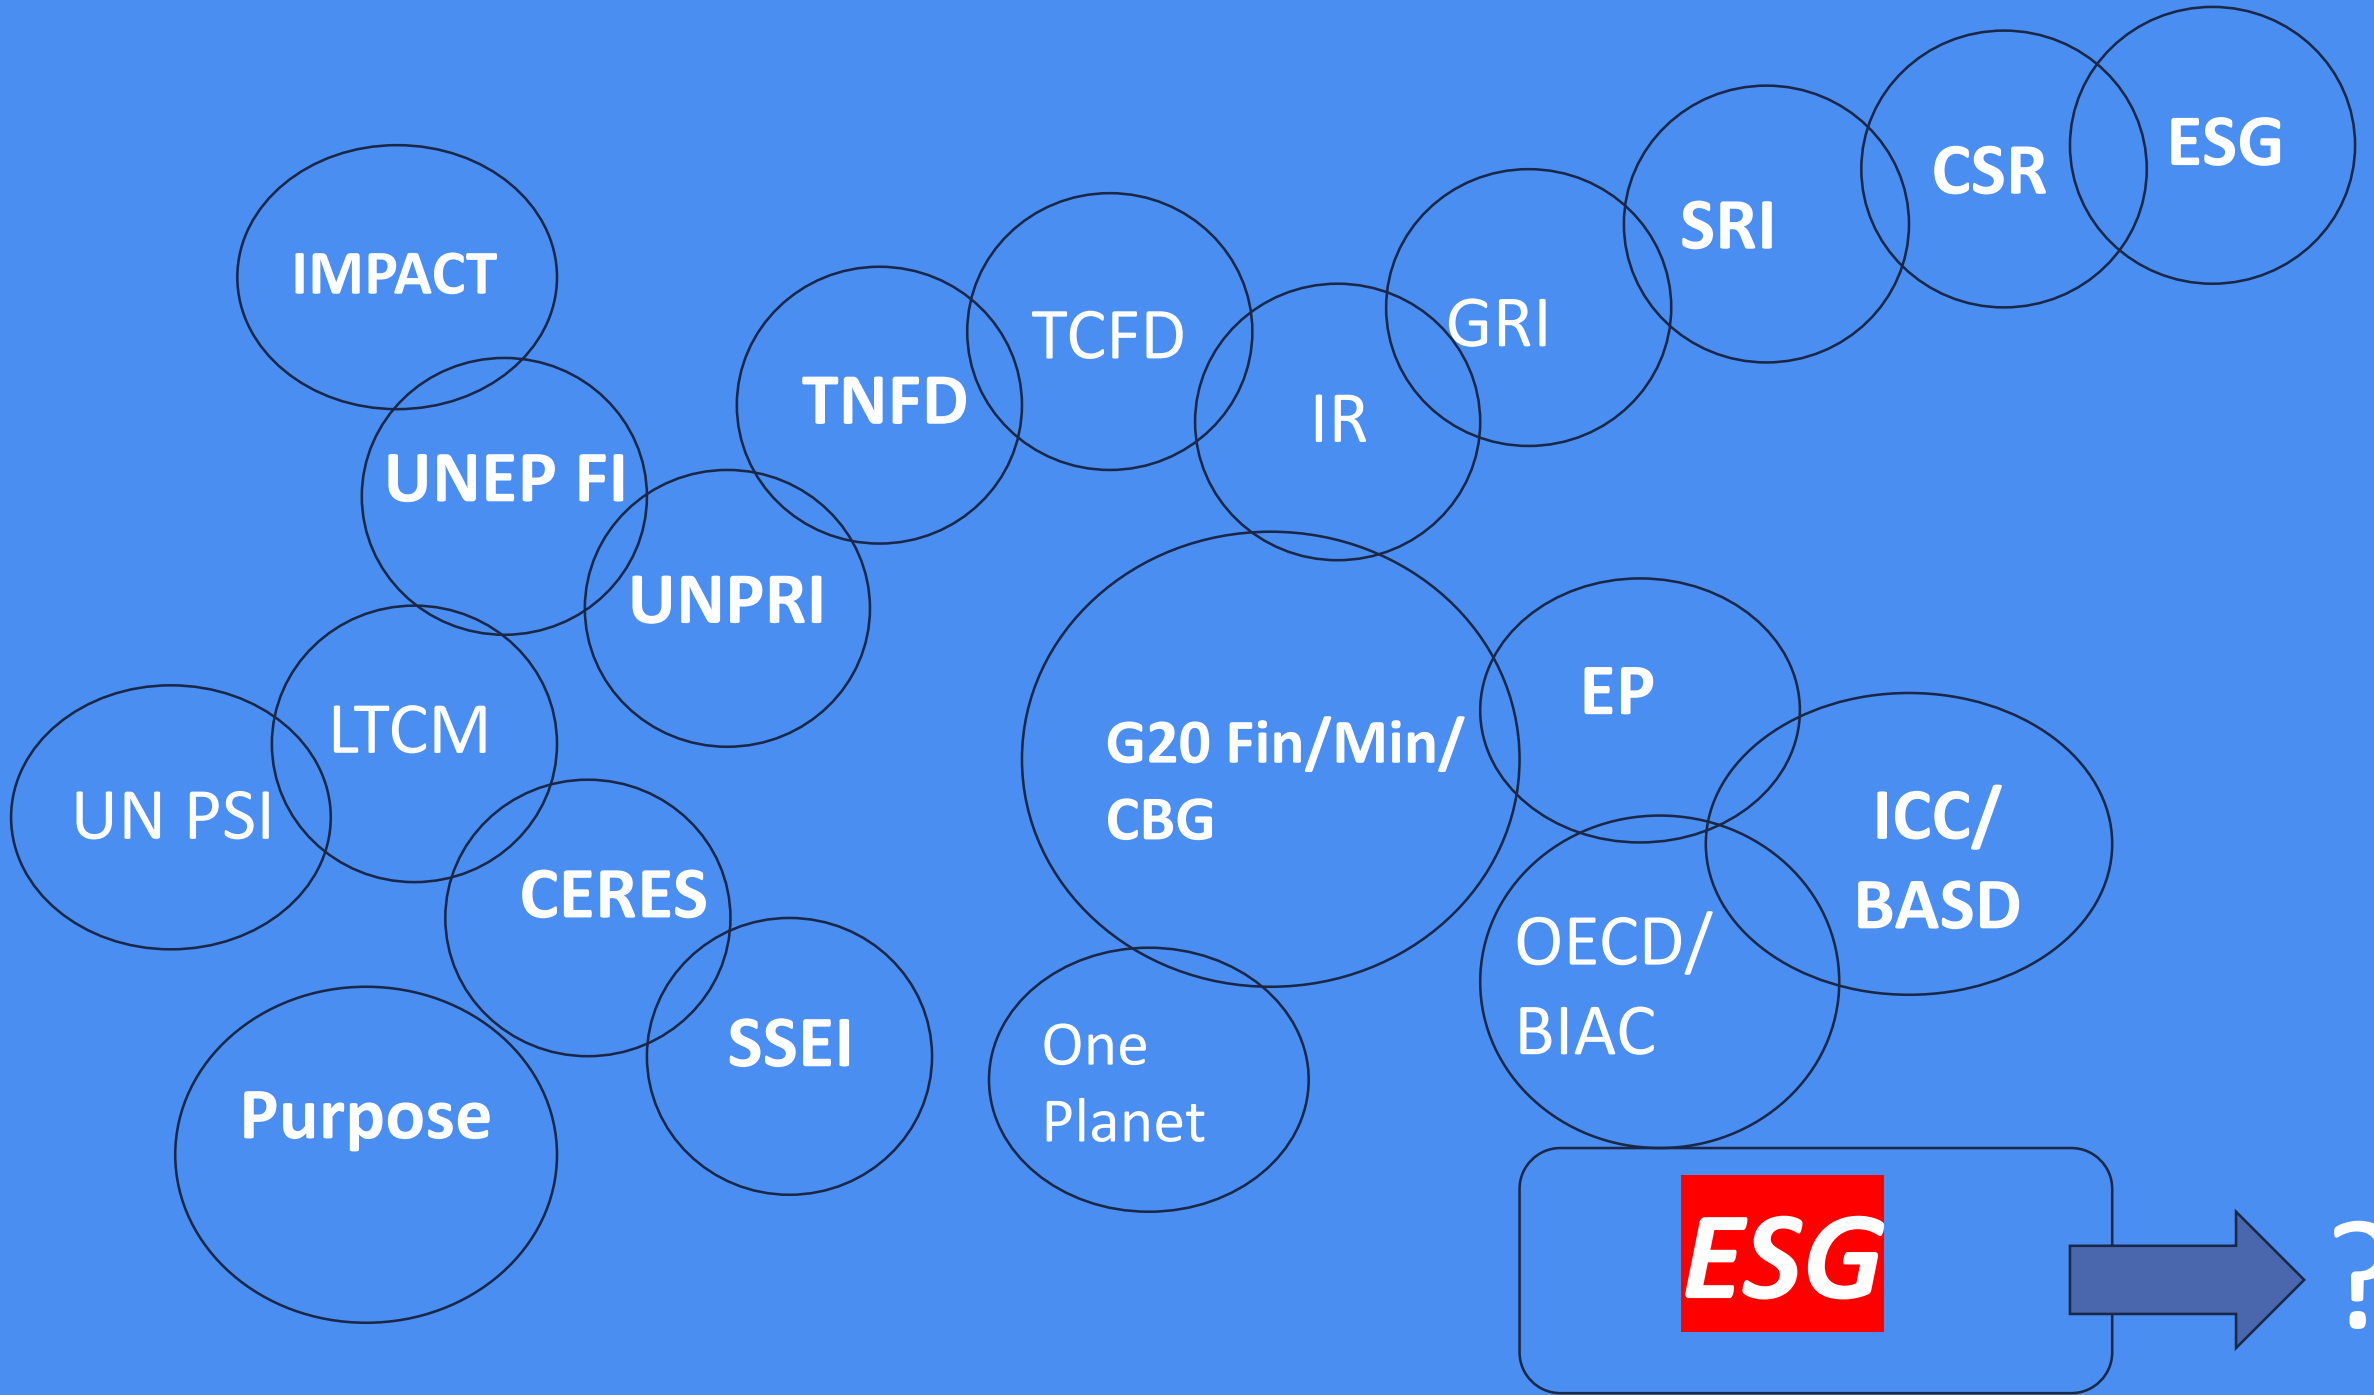 ESG
CSR
SRI
IMPACT
GRI
TCFD
TNFD
IR
UNEP FI
UNPRI
EP
LTCM
G20 Fin/Min/
CBG
UN PSI
ICC/
BASD
CERES
OECD/
BIAC
SSEI
One
Planet
Purpose
ESG
?